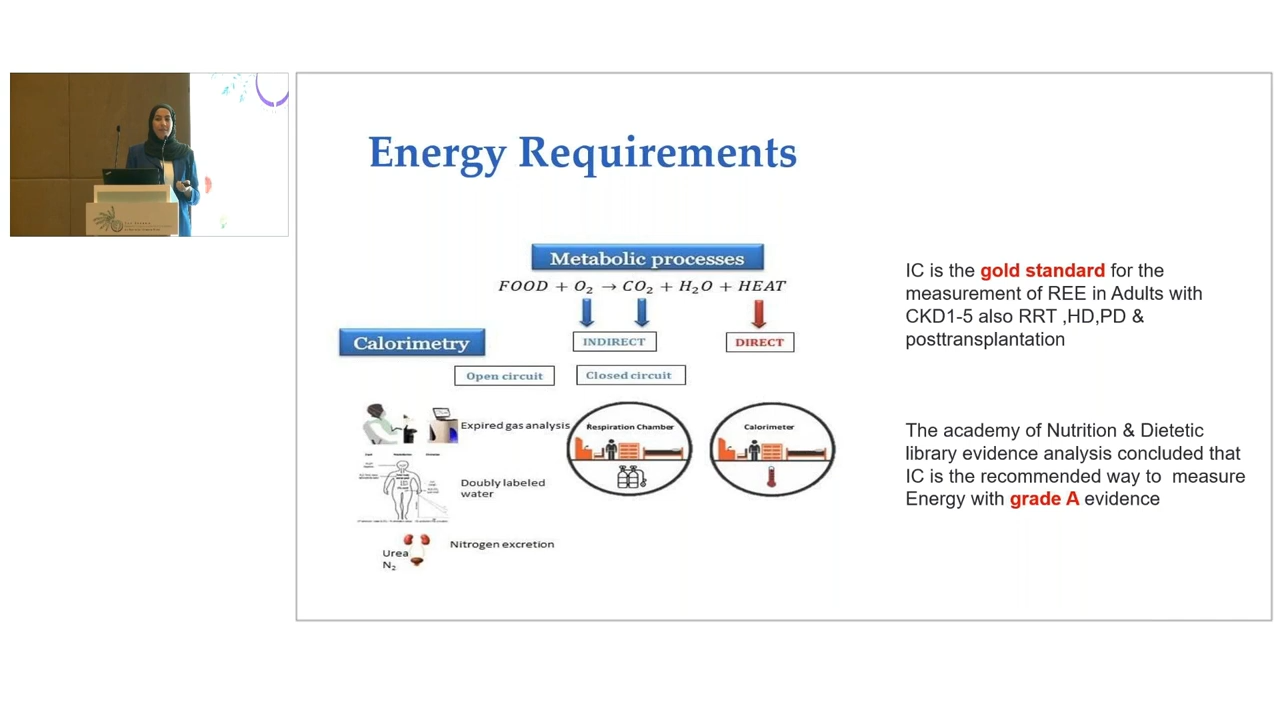 Energy Requirements
Metabolic processes
FOOD + O₂ → CO₂ + H₂O + HEAT
Calorimetry
INDIRECT
DIRECT
Open circuit
Closed circuit
Expired gas analysis
Respiration Chamber
Calorimeter
Doubly labeled
water
Nitrogen excretion
Urea
N₂
IC is the gold standard for the
measurement of REE in Adults with
CKD1-5 also RRT ,HD,PD &
posttransplantation
The academy of Nutrition & Dietetic
library evidence analysis concluded that
IC is the recommended way to  measure
Energy with grade A evidence